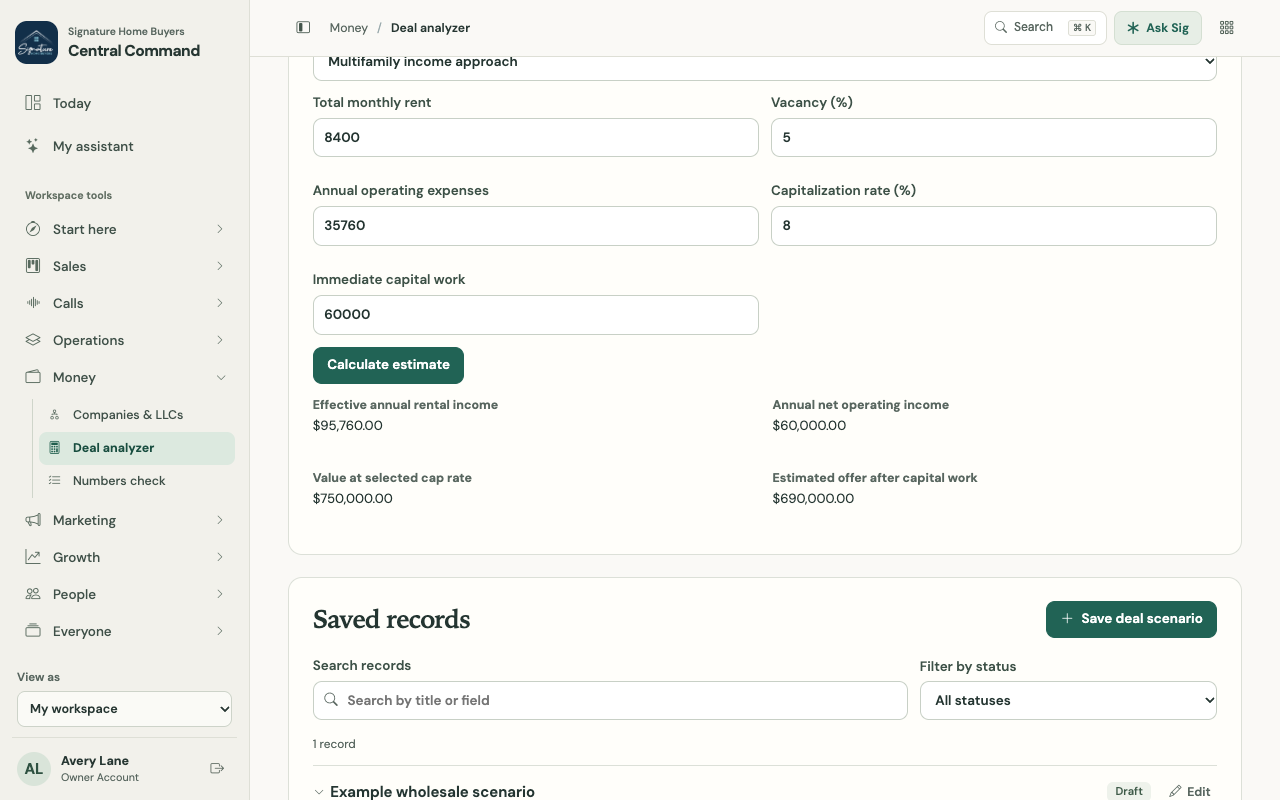 Signature Home Buyers
Central Command
Signature
Today
My assistant
Workspace tools
Start here
Sales
Calls
Operations
Money
Companies & LLCs
Deal analyzer
Numbers check
Marketing
Growth
People
Everyone
View as
My workspace
AL
Avery Lane
Owner Account
Money / Deal analyzer
Search ⌘ K
Ask Sig
Multifamily income approach
Total monthly rent
8400
Vacancy (%)
5
Annual operating expenses
35760
Capitalization rate (%)
8
Immediate capital work
60000
Calculate estimate
Effective annual rental income
$95,760.00
Annual net operating income
$60,000.00
Value at selected cap rate
$750,000.00
Estimated offer after capital work
$690,000.00
Saved records
+ Save deal scenario
Search records
Search by title or field
Filter by status
All statuses
1 record
Example wholesale scenario
Draft
Edit